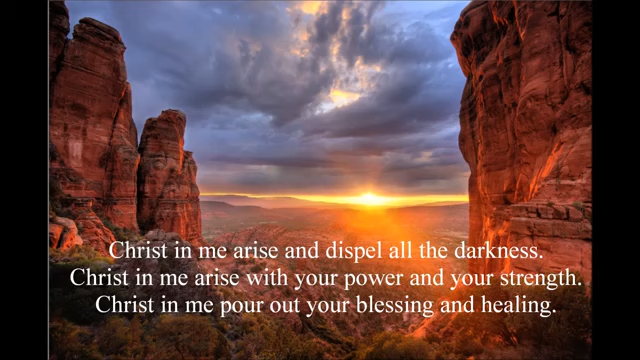 Christ in me arise and dispel all the darkness.
Christ in me arise with your power and your strength.
Christ in me pour out your blessing and healing.